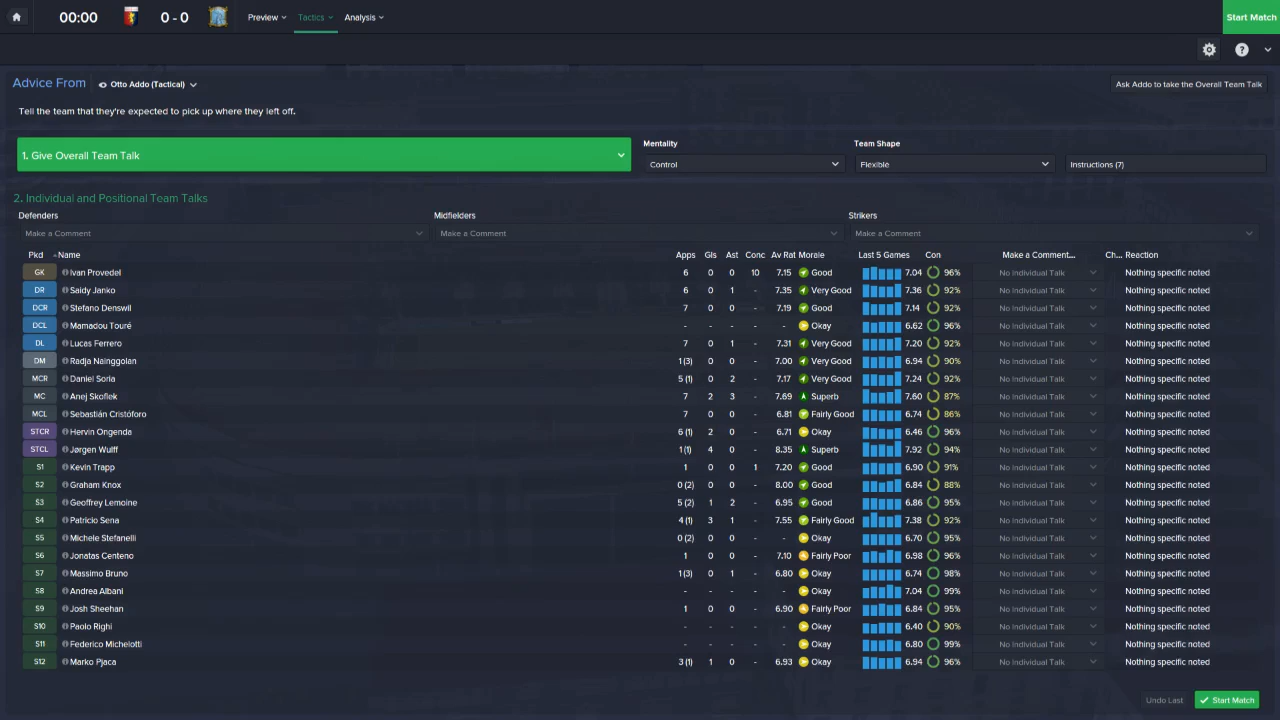 00:00 0 - 0 Preview Tactics Analysis Start Match
?
Advice From Otto Addo (Tactical) Ask Addo to take the Overall Team Talk
Tell the team that they're expected to pick up where they left off.
Mentality Team Shape
1. Give Overall Team Talk Control Flexible Instructions (7)
2. Individual and Positional Team Talks
Defenders Midfielders Strikers
Make a Comment Make a Comment Make a Comment
Pkd Name Apps Gls Ast Conc Av Rat Morale Last 5 Games Con Make a Comment... Ch... Reaction
GK Ivan Provedel 6 0 0 10 7.15 Good 7.04 96% No Individual Talk Nothing specific noted
DR Saidy Janko 6 0 1 - 7.35 Very Good 7.36 92% No Individual Talk Nothing specific noted
DCR Stefano Denswil 7 0 0 - 7.19 Good 7.14 92% No Individual Talk Nothing specific noted
DCL Mamadou Touré - - - - - Okay 6.62 96% No Individual Talk Nothing specific noted
DL Lucas Ferrero 7 0 1 - 7.31 Very Good 7.20 92% No Individual Talk Nothing specific noted
DM Radja Nainggolan 1 (3) 0 0 - 7.00 Very Good 6.94 90% No Individual Talk Nothing specific noted
MCR Daniel Soria 5 (1) 0 2 - 7.17 Very Good 7.24 92% No Individual Talk Nothing specific noted
MC Anej Skofiek 7 2 3 - 7.69 Superb 7.60 87% No Individual Talk Nothing specific noted
MCL Sebastián Cristóforo 7 0 0 - 6.81 Fairly Good 6.74 86% No Individual Talk Nothing specific noted
STCR Hervin Ongenda 6 (1) 2 0 - 6.71 Okay 6.46 96% No Individual Talk Nothing specific noted
STCL Jørgen Wulff 1 (1) 4 0 - 8.35 Superb 7.92 94% No Individual Talk Nothing specific noted
S1 Kevin Trapp 1 0 0 1 7.20 Good 6.90 91% No Individual Talk Nothing specific noted
S2 Graham Knox 0 (2) 0 0 - 8.00 Good 6.84 88% No Individual Talk Nothing specific noted
S3 Geoffrey Lemoine 5 (2) 1 2 - 6.95 Good 6.86 95% No Individual Talk Nothing specific noted
S4 Patricio Sena 4 (1) 3 1 - 7.55 Fairly Good 7.38 92% No Individual Talk Nothing specific noted
S5 Michele Stefanelli 0 (2) 0 0 - - Okay 6.70 95% No Individual Talk Nothing specific noted
S6 Jonatas Centeno 1 0 0 - 7.10 Fairly Poor 6.98 96% No Individual Talk Nothing specific noted
S7 Massimo Bruno 1 (3) 0 1 - 6.80 Okay 6.74 98% No Individual Talk Nothing specific noted
S8 Andrea Albani - - - - - Okay 7.04 99% No Individual Talk Nothing specific noted
S9 Josh Sheehan 1 0 0 - 6.90 Fairly Poor 6.84 95% No Individual Talk Nothing specific noted
S10 Paolo Righi - - - - - Okay 6.40 90% No Individual Talk Nothing specific noted
S11 Federico Michelotti - - - - - Okay 6.80 99% No Individual Talk Nothing specific noted
S12 Marko Pjaca 3 (1) 1 0 - 6.93 Okay 6.94 96% No Individual Talk Nothing specific noted
Undo Last Start Match